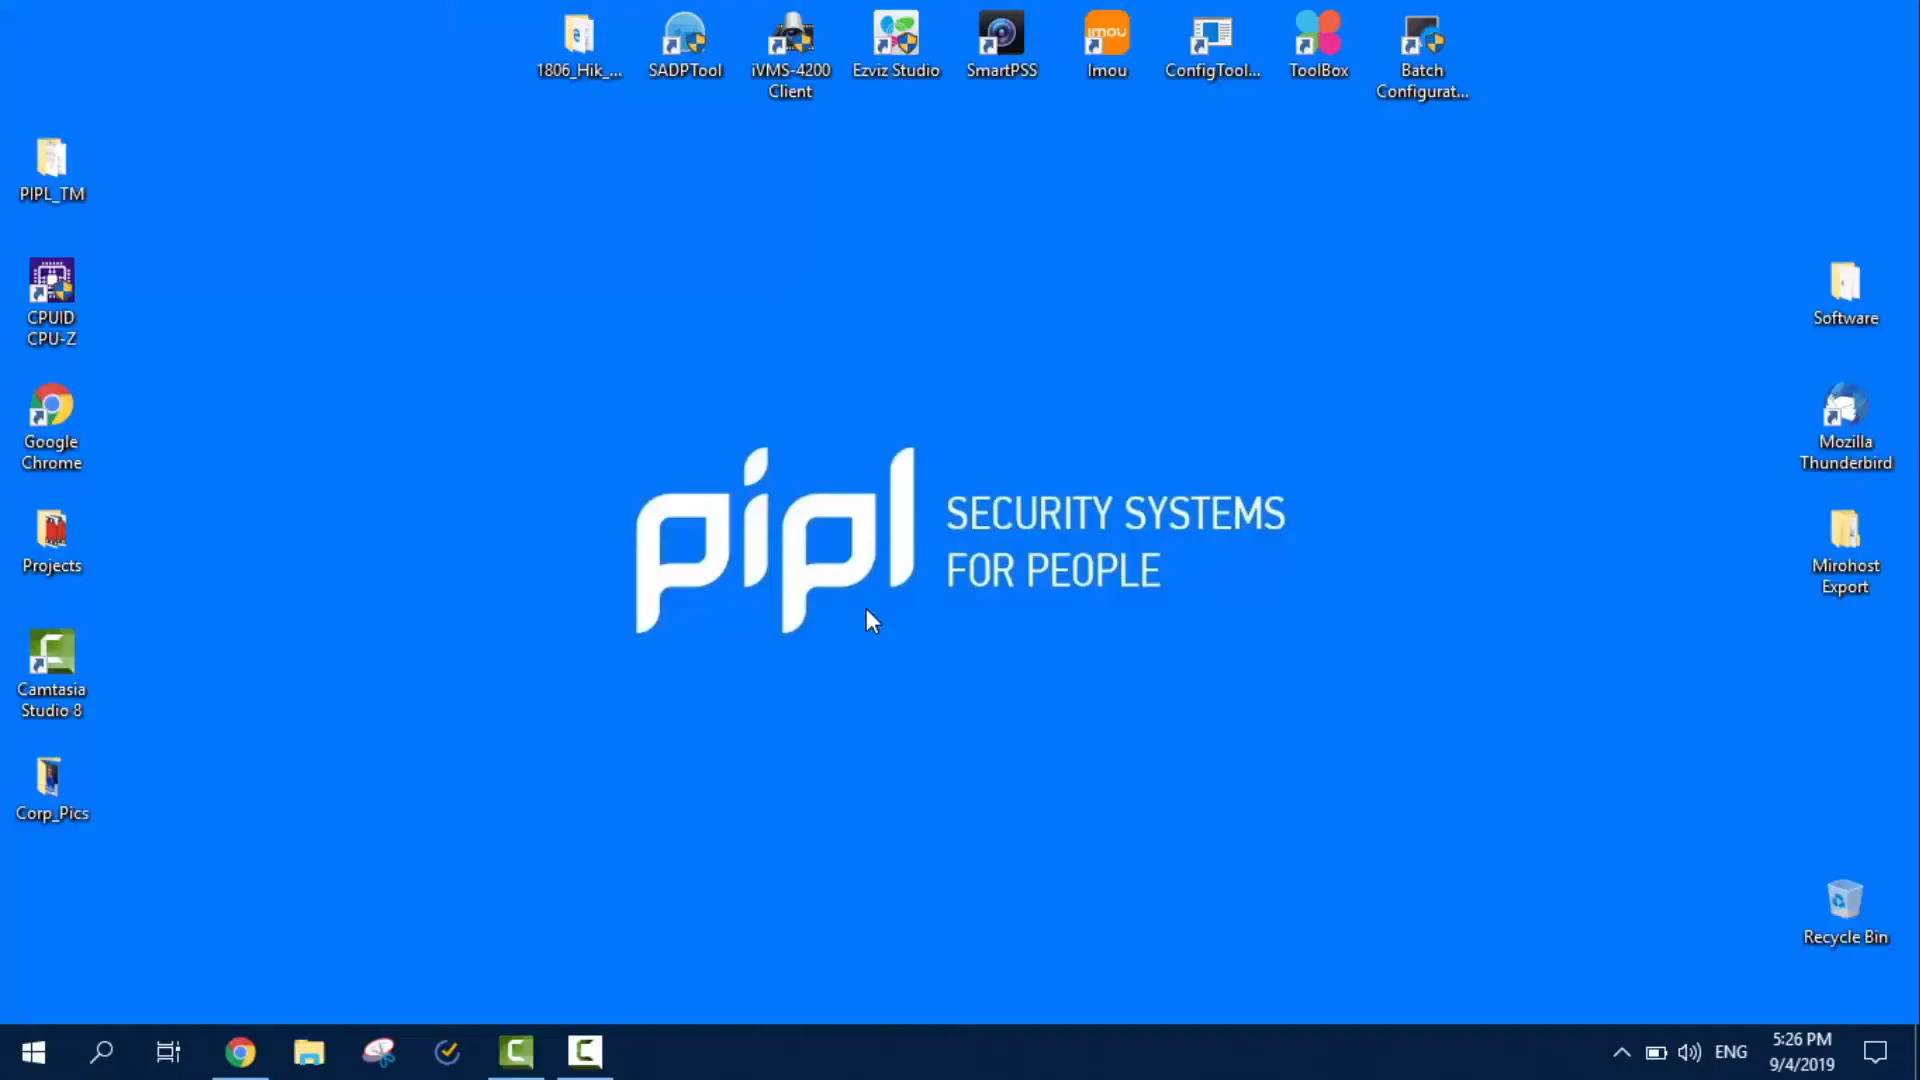 1806_Hik_...
SADPTool
iVMS-4200
Client
Ezviz Studio
SmartPSS
imou
Imou
ConfigTool...
ToolBox
Batch
Configurat...
PIPL_TM
CPUID
CPU-Z
Google
Chrome
Projects
Camtasia
Studio 8
Corp_Pics
pipl
SECURITY SYSTEMS
FOR PEOPLE
Software
Mozilla
Thunderbird
Mirohost
Export
Recycle Bin
ENG
5:26 PM
9/4/2019